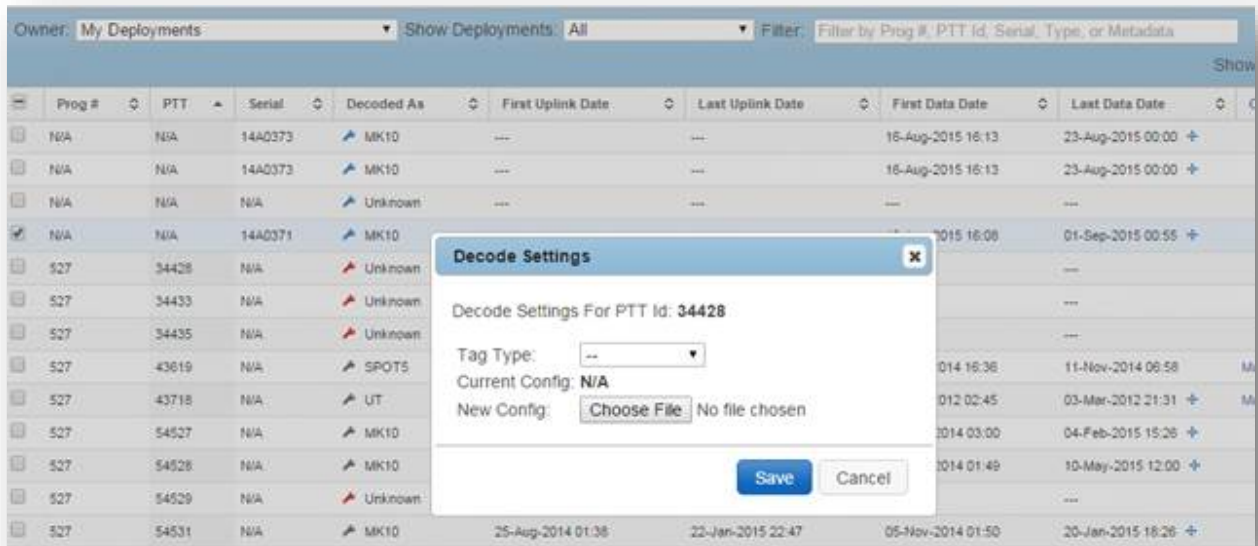 Owner: My Deployments Show Deployments: All Filter: Filter by Prog #, PTT Id, Serial, Type, or Metadata
Show
Prog # PTT Serial Decoded As First Uplink Date Last Uplink Date First Data Date Last Data Date
N/A N/A 14A0373 MK10 --- --- 16-Aug-2015 16:13 23-Aug-2015 00:00 +
N/A N/A 14A0373 MK10 --- --- 16-Aug-2015 16:13 23-Aug-2015 00:00 +
N/A N/A N/A Unknown --- --- --- ---
N/A N/A 14A0371 MK10 2015 16:08 01-Sep-2015 00:55 +
527 34428 N/A Unknown ---
527 34433 N/A Unknown ---
527 34435 N/A Unknown ---
527 43619 N/A SPOT5 014 16:36 11-Nov-2014 06:58
527 43718 N/A UT 012 02:45 03-Mar-2012 21:31 +
527 54527 N/A MK10 2014 03:00 04-Feb-2015 15:26 +
527 54528 N/A MK10 2014 01:49 10-May-2015 12:00 +
527 54529 N/A Unknown ---
527 54531 N/A MK10 25-Aug-2014 01:38 22-Jan-2015 22:47 05-Nov-2014 01:50 20-Jan-2015 18:26 +
Decode Settings
Decode Settings For PTT Id: 34428
Tag Type: --
Current Config: N/A
New Config: Choose File No file chosen
Save Cancel